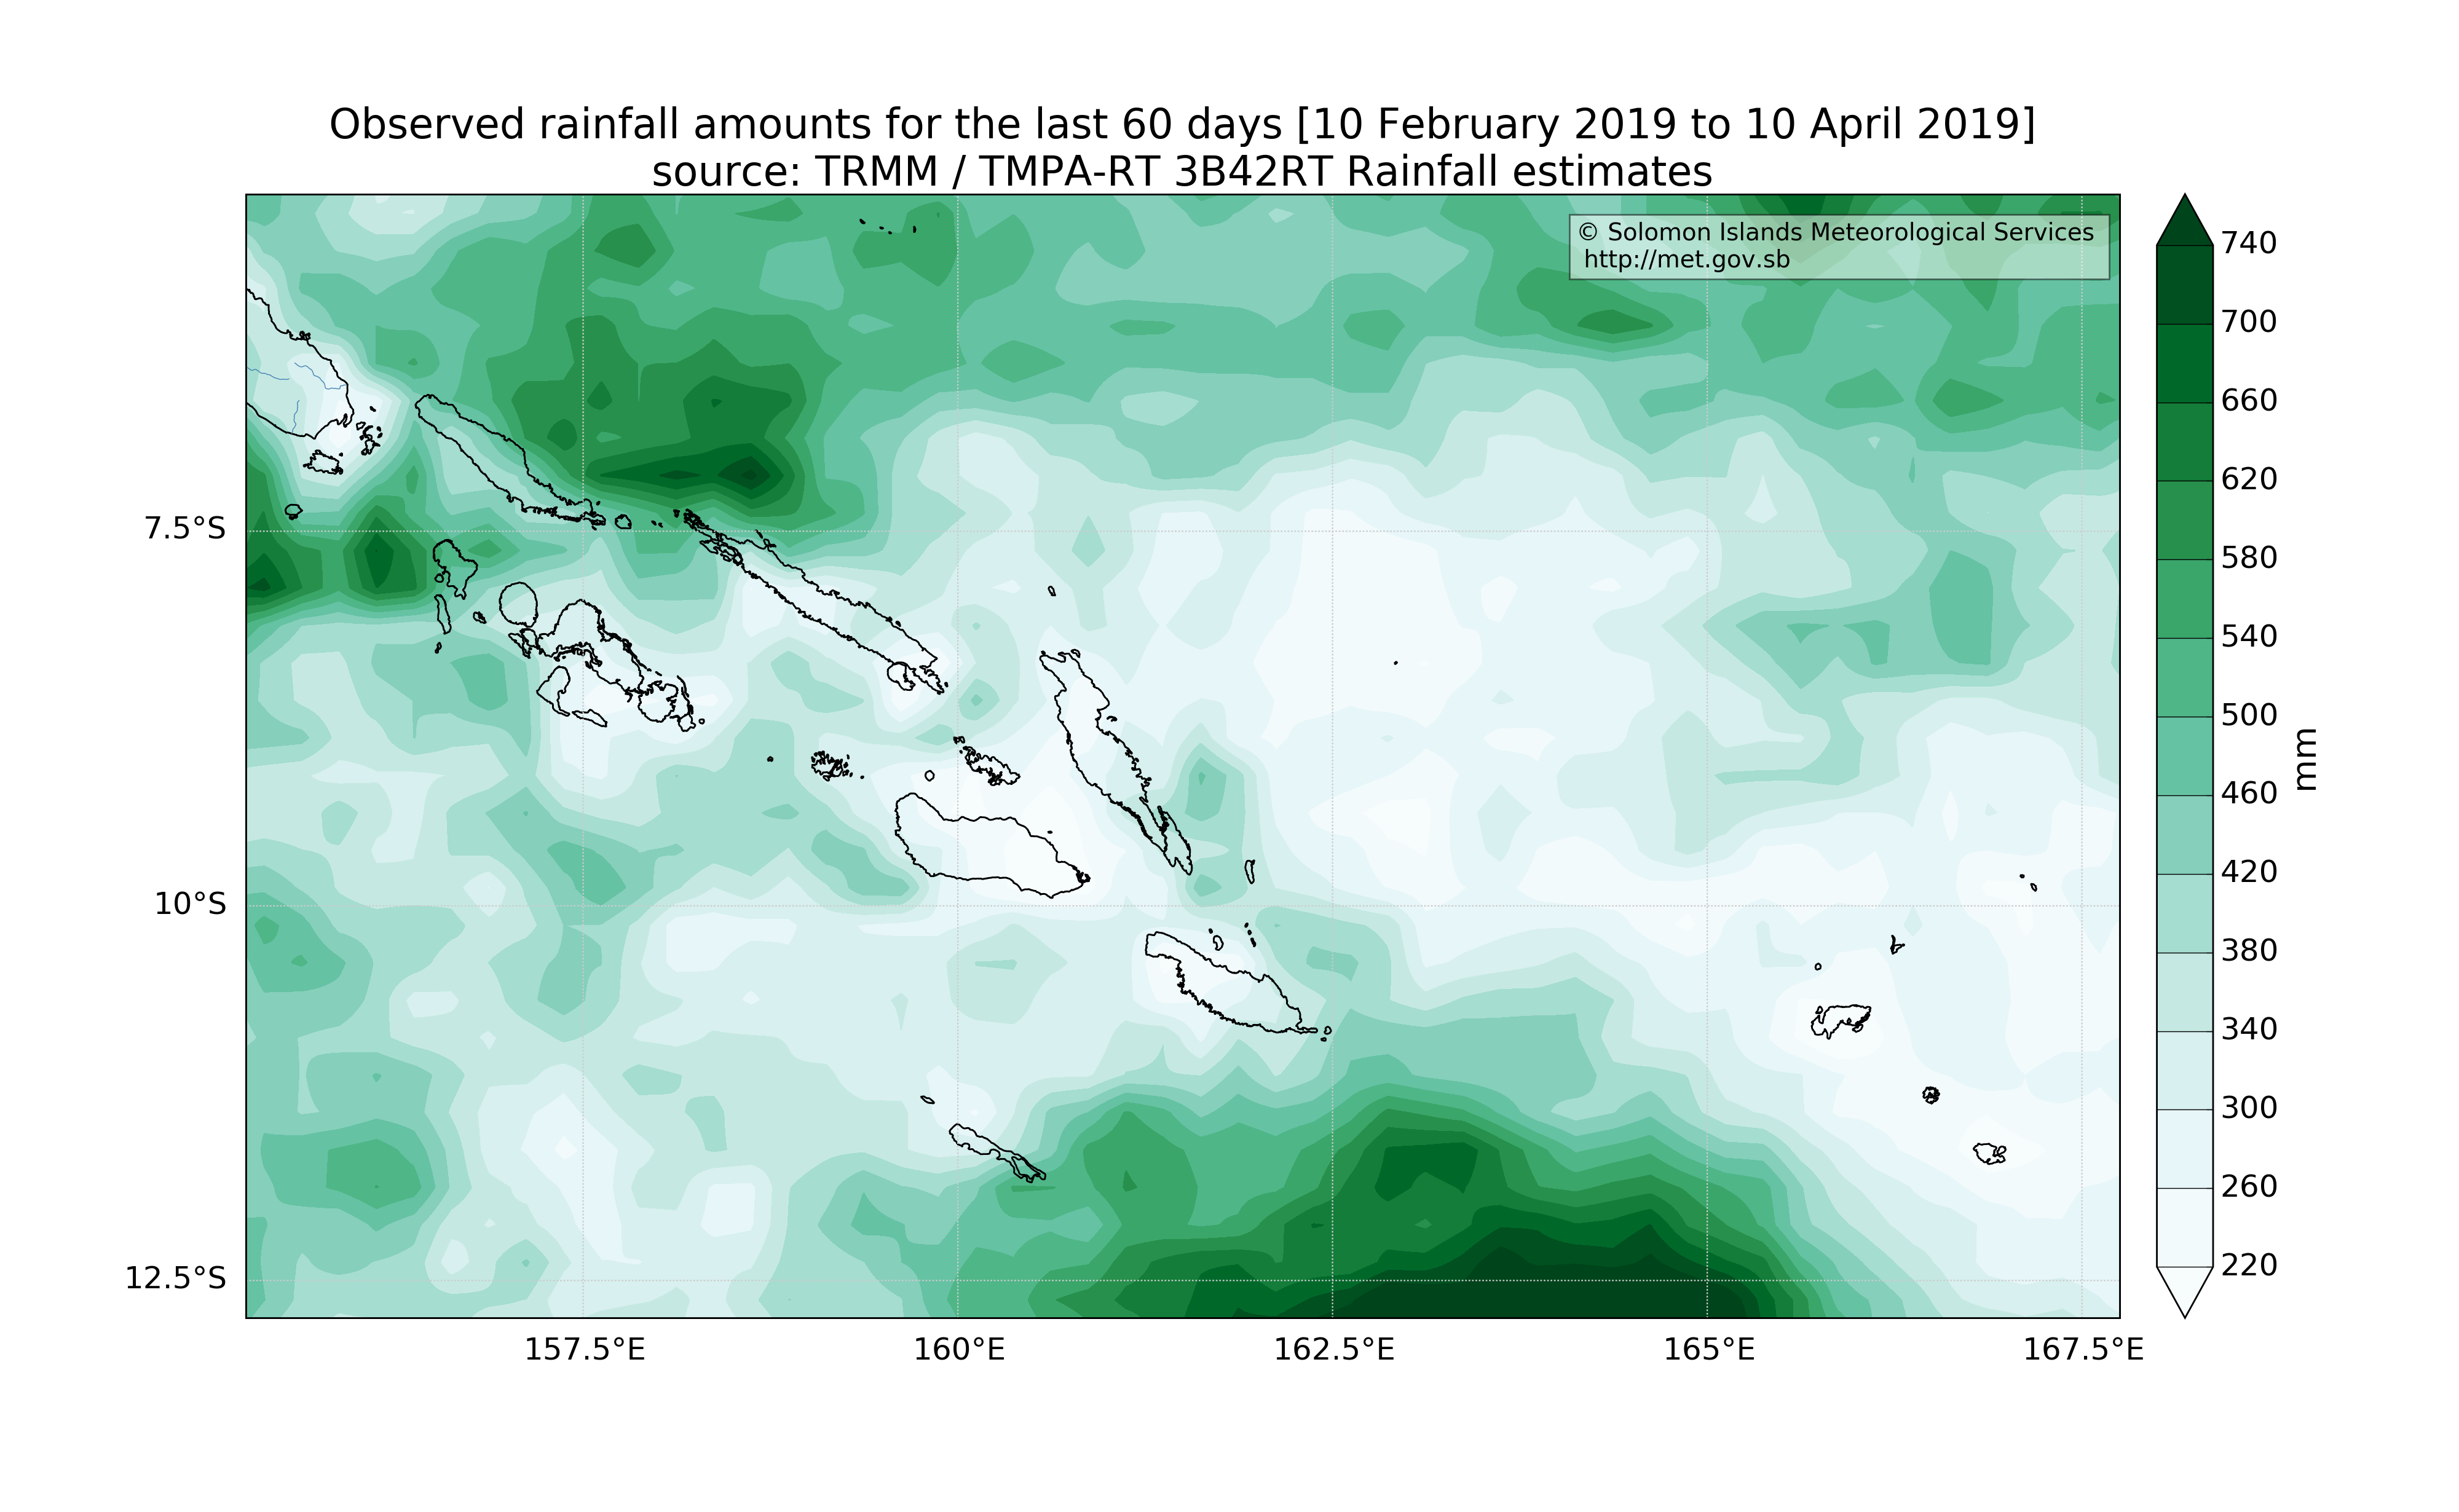 Observed rainfall amounts for the last 60 days [10 February 2019 to 10 April 2019]
source: TRMM / TMPA-RT 3B42RT Rainfall estimates
© Solomon Islands Meteorological Services
http://met.gov.sb
740
700
660
620
580
540
500
460
420
380
340
300
260
220
mm
7.5°S
10°S
12.5°S
157.5°E
160°E
162.5°E
165°E
167.5°E